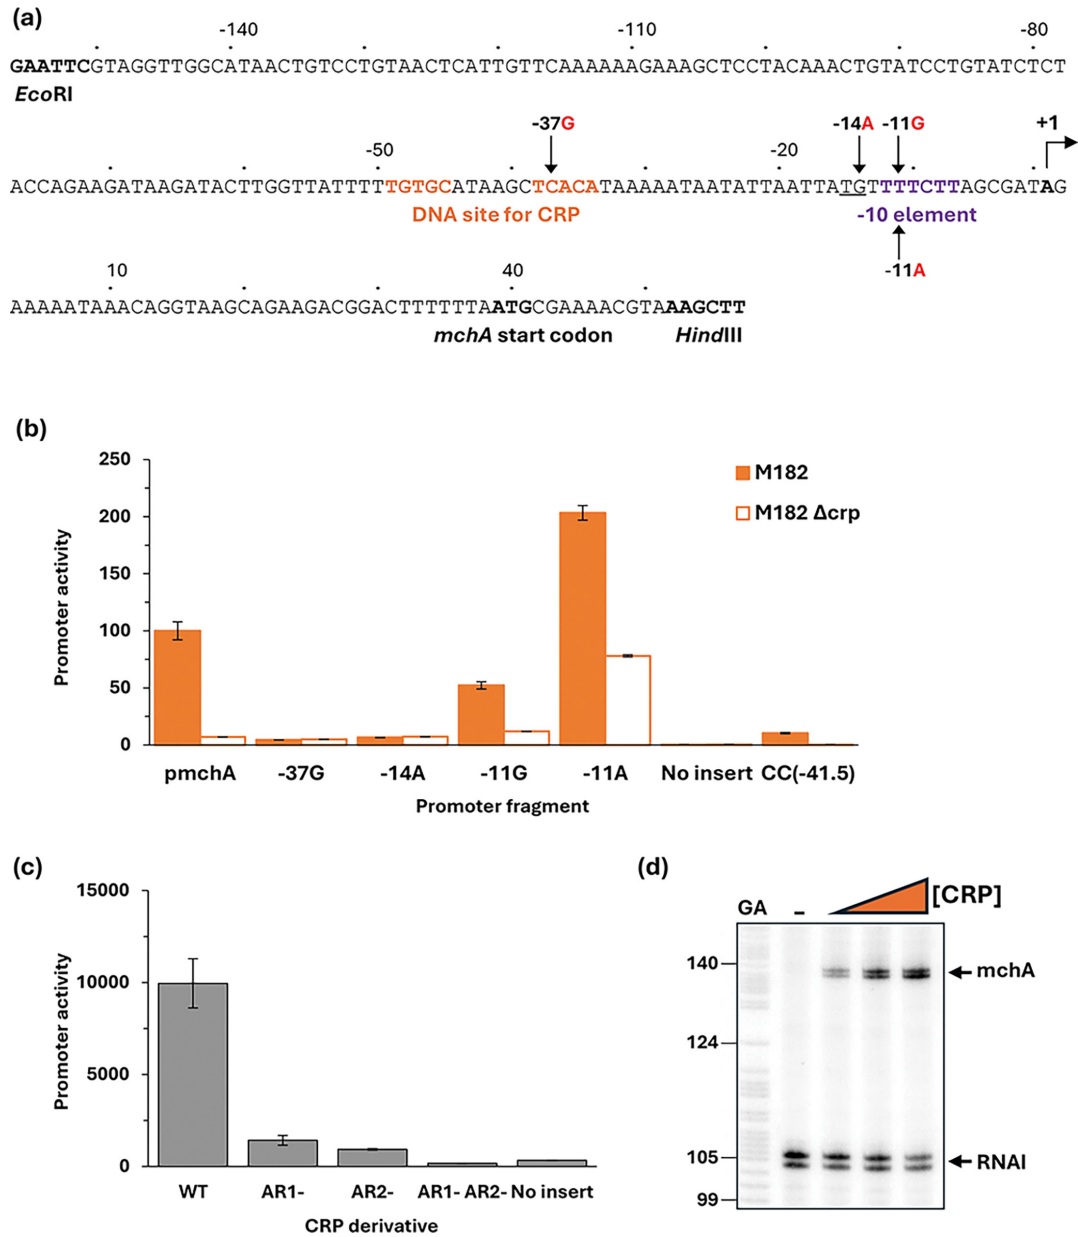 (a)
-140 -110 -80
GAATTCGTAGGTTGGCATAACTGTCCTGTAACTCATTGTTCAAAAAAGAAAGCTCCTACAAACTGTATCCTGTATCTCT
EcoRI
-37G -14A -11G +1
-50 -20
ACCAGAAGATAAGATACTTGGTTATTTTTGTGCATAAGCTCACATAAAAATAATATTAATTATGTTTTCTTAGCGATAG
DNA site for CRP -10 element
-11A
10 40
AAAAATAAACAGGTAAGCAGAAGACGGACTTTTTTAATGCGAAAACGTAAAGCTT
mchA start codon HindIII
(b)
Promoter activity
250
200
150
100
50
0
M182
M182 Δcrp
pmchA -37G -14A -11G -11A No insert CC(-41.5)
Promoter fragment
(c)
Promoter activity
15000
10000
5000
0
WT AR1- AR2- AR1- AR2- No insert
CRP derivative
(d)
GA - [CRP]
140 mchA
124
105 RNAI
99